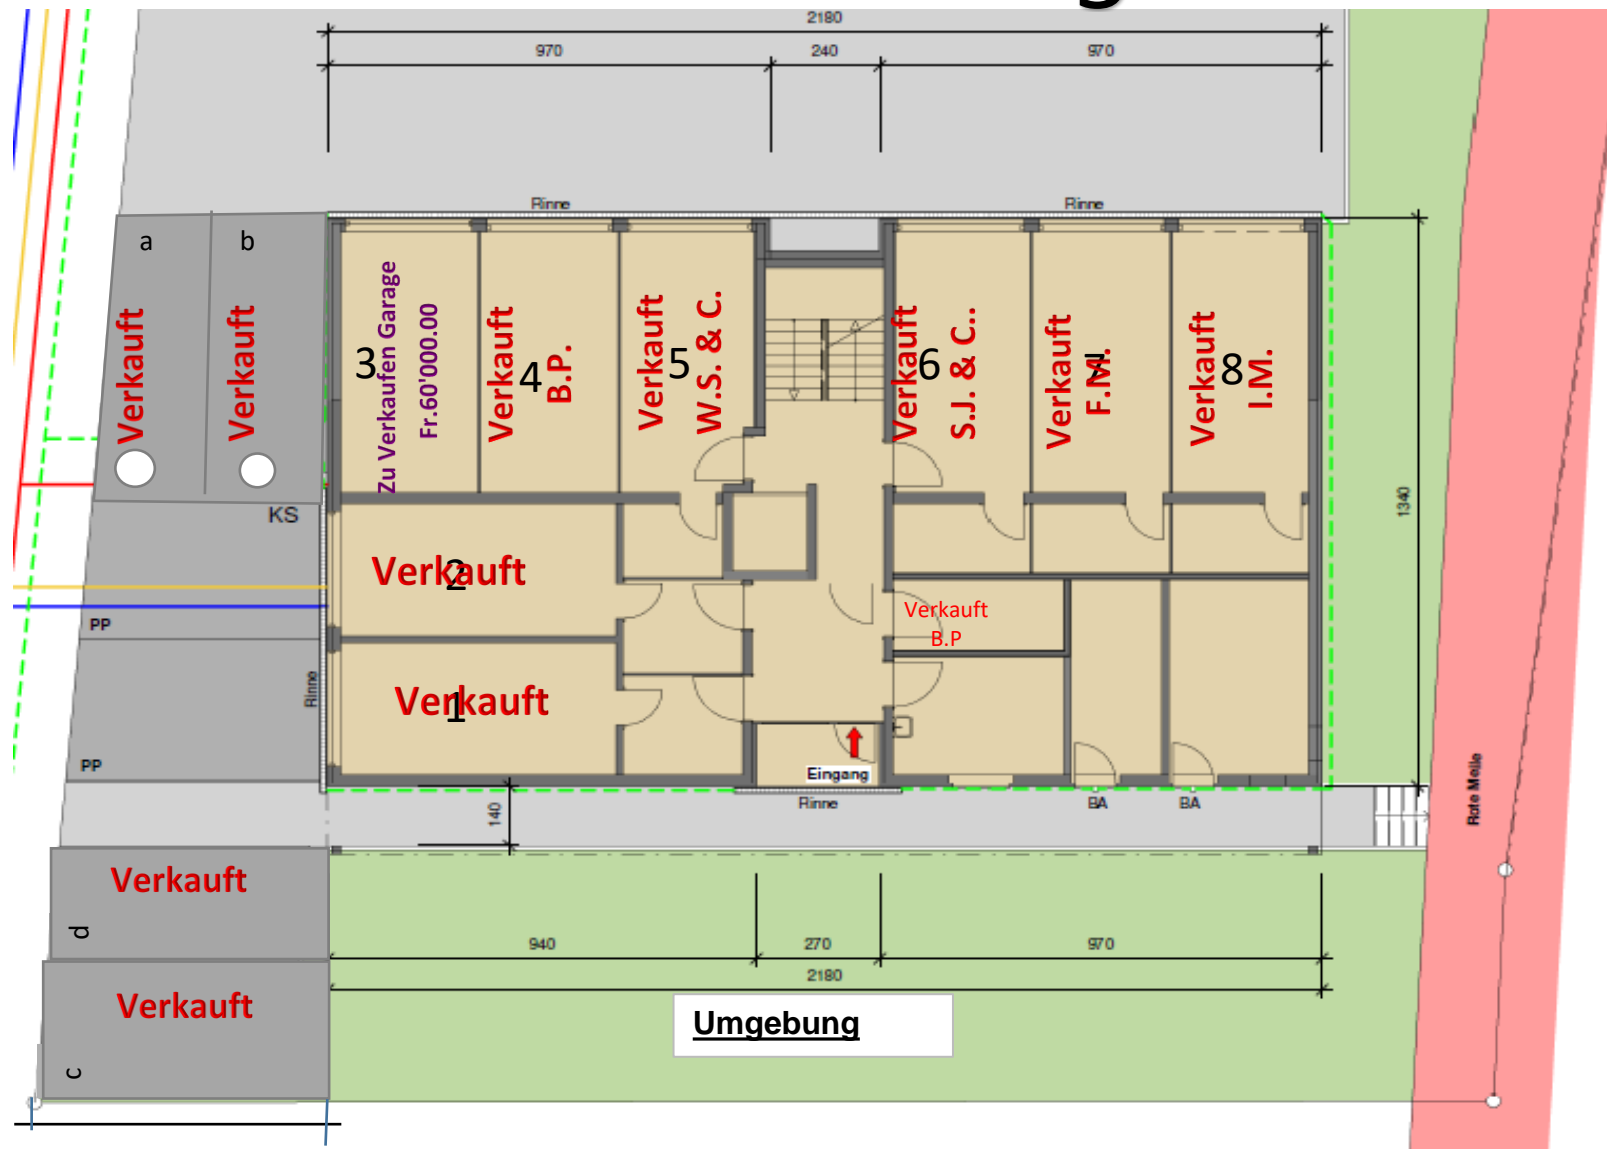 2180
970
240
970
Rinne
Rinne
a
b
Verkauft
Verkauft
3
Zu Verkaufen Garage
Fr.60'000.00
Verkauft
4
B.P.
Verkauft
5
W.S. & C.
Verkauft
6
S.J. & C..
Verkauft
7
F.M.
Verkauft
8
I.M.
1340
KS
Verkauft
2
PP
Verkauft
B.P
Rinne
Verkauft
1
PP
Eingang
Rinne
BA
BA
140
Rote Meile
Verkauft
d
940
270
970
2180
Verkauft
c
Umgebung